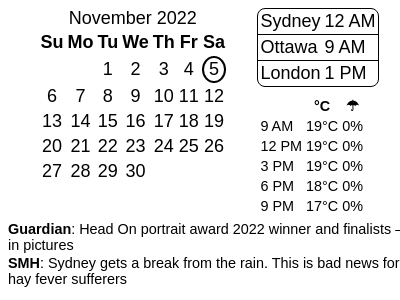 November 2022
Su Mo Tu We Th Fr Sa
1 2 3 4 5
6 7 8 9 10 11 12
13 14 15 16 17 18 19
20 21 22 23 24 25 26
27 28 29 30
Sydney 12 AM
Ottawa 9 AM
London 1 PM
°C ☂
9 AM 19°C 0%
12 PM 19°C 0%
3 PM 19°C 0%
6 PM 18°C 0%
9 PM 17°C 0%
Guardian: Head On portrait award 2022 winner and finalists –
in pictures
SMH: Sydney gets a break from the rain. This is bad news for
hay fever sufferers